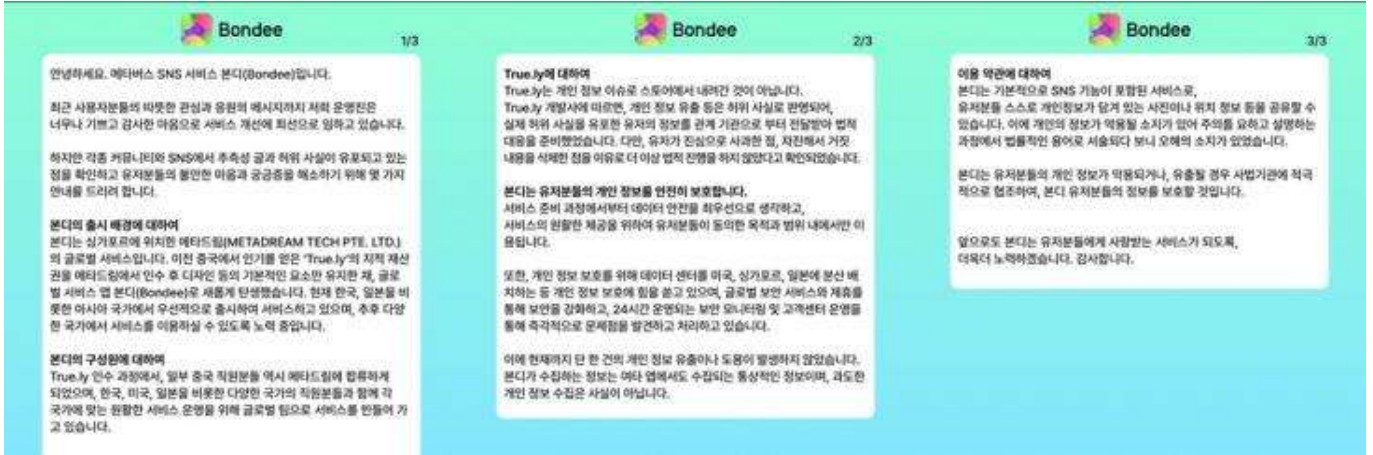 Bondee
1/3
안녕하세요. 메타버스 SNS 서비스 본디(Bondee)입니다.
최근 사용자분들의 따뜻한 관심과 응원의 메시지까지 저희 운영진은
너무나 기쁘고 감사한 마음으로 서비스 개선에 최선으로 임하고 있습니다.
하지만 각종 커뮤니티와 SNS에서 추측성 글과 허위 사실이 유포되고 있는
점을 확인하고 유저분들의 불안한 마음과 궁금증을 해소하기 위해 몇 가지
안내를 드리려 합니다.
본디의 출시 배경에 대하여
본디는 싱가포르에 위치한 메타드림(METADREAM TECH PTE. LTD.)
의 글로벌 서비스입니다. 이전 중국에서 인기를 얻은 'True.ly'의 지적 재산
권을 메타드림에서 인수 후 디자인 등의 기본적인 요소만 유지한 채, 글로
벌 서비스 앱 본디(Bondee)로 새롭게 탄생했습니다. 현재 한국, 일본을 비
롯한 아시아 국가에서 우선적으로 출시하여 서비스하고 있으며, 추후 다양
한 국가에서 서비스를 이용하실 수 있도록 노력 중입니다.
본디의 구성원에 대하여
True.ly 인수 과정에서, 일부 중국 직원분들 역시 메타드림에 합류하게
되었으며, 한국, 미국, 일본을 비롯한 다양한 국가의 직원분들과 함께 각
국가에 맞는 원활한 서비스 운영을 위해 글로벌 팀으로 서비스를 만들어 가
고 있습니다.
Bondee
2/3
True.ly에 대하여
True.ly는 개인 정보 이슈로 스토어에서 내려간 것이 아닙니다.
True.ly 개발사에 따르면, 개인 정보 유출 등은 허위 사실로 판명되어,
실제 허위 사실을 유포한 유저의 정보를 관계 기관으로 부터 전달받아 법적
대응을 준비했었습니다. 다만, 유저가 진심으로 사과한 점, 자진해서 거짓
내용을 삭제한 점을 이유로 더 이상 법적 진행을 하지 않았다고 확인되었습니다.
본디는 유저분들의 개인 정보를 안전히 보호합니다.
서비스 준비 과정에서부터 데이터 안전을 최우선으로 생각하고,
서비스의 원활한 제공을 위하여 유저분들이 동의한 목적과 범위 내에서만 이
용됩니다.
또한, 개인 정보 보호를 위해 데이터 센터를 미국, 싱가포르, 일본에 분산 배
치하는 등 개인 정보 보호에 힘을 쏟고 있으며, 글로벌 보안 서비스와 제휴를
통해 보안을 강화하고, 24시간 운영되는 보안 모니터링 및 고객센터 운영을
통해 즉각적으로 문제점을 발견하고 처리하고 있습니다.
이에 현재까지 단 한 건의 개인 정보 유출이나 도용이 발생하지 않았습니다.
본디가 수집하는 정보는 여타 앱에서도 수집되는 통상적인 정보이며, 과도한
개인 정보 수집은 사실이 아닙니다.
Bondee
3/3
이용 약관에 대하여
본디는 기본적으로 SNS 기능이 포함된 서비스로,
유저분들 스스로 개인정보가 담겨 있는 사진이나 위치 정보 등을 공유할 수
있습니다. 이에 개인의 정보가 악용될 소지가 있어 주의를 요하고 설명하는
과정에서 법률적인 용어로 서술되다 보니 오해의 소지가 있었습니다.
본디는 유저분들의 개인 정보가 악용되거나, 유출될 경우 사법기관에 적극
적으로 협조하여, 본디 유저분들의 정보를 보호할 것입니다.
앞으로도 본디는 유저분들에게 사랑받는 서비스가 되도록,
더욱더 노력하겠습니다. 감사합니다.